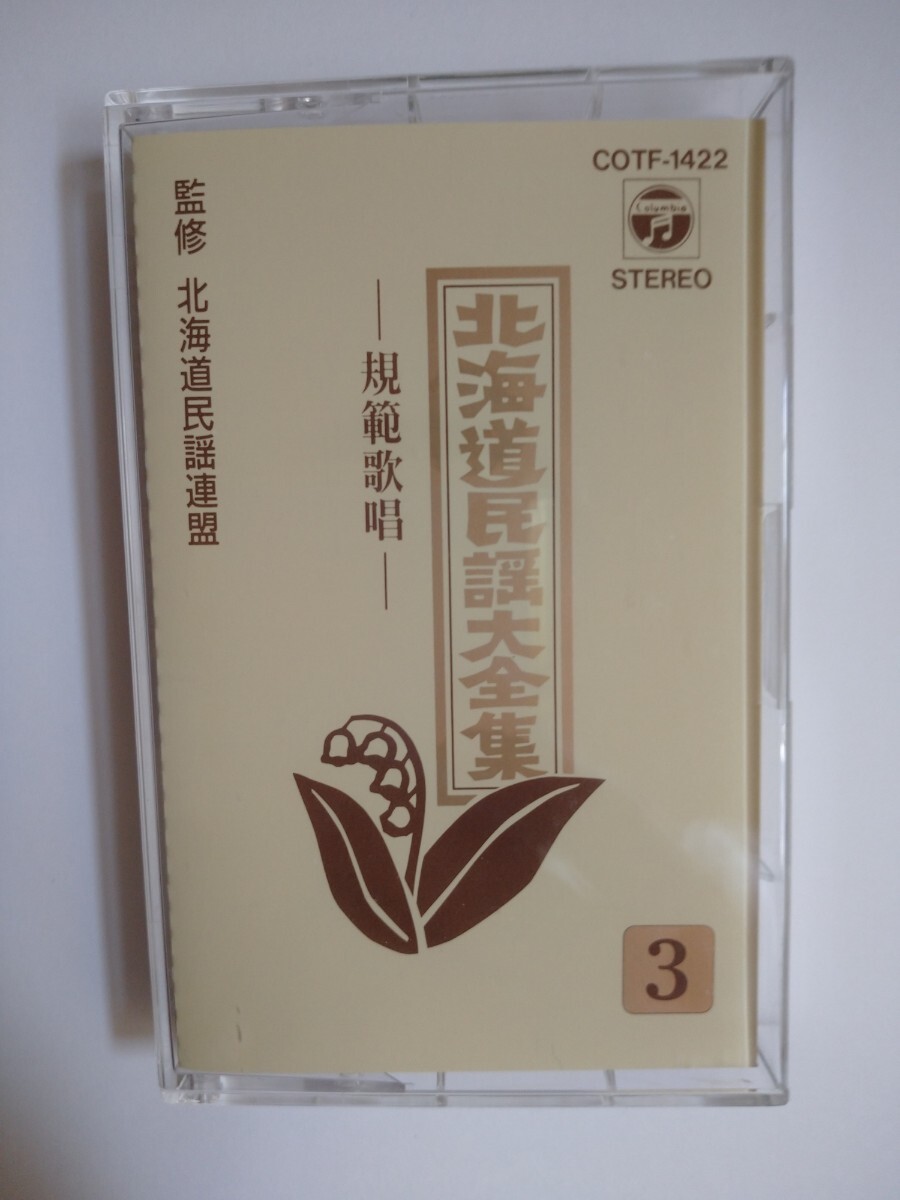 COTF-1422
Columbia
STEREO
北海道民謡大全集
—規範歌唱—
監修 北海道民謡連盟
3